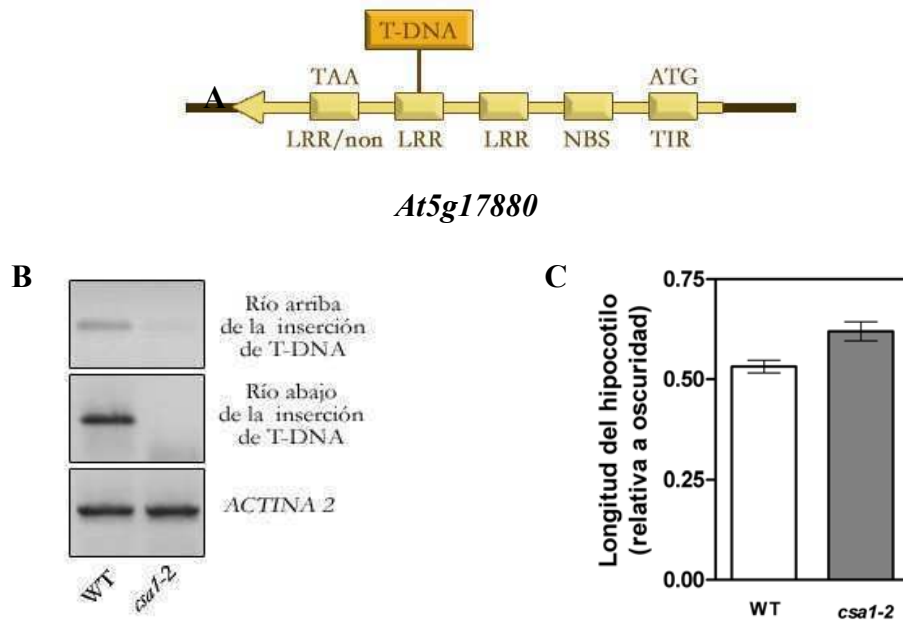 T-DNA
A
TAA
ATG
LRR/non
LRR
LRR
NBS
TIR
At5g17880
B
Río arriba
de la inserción
de T-DNA
Río abajo
de la inserción
de T-DNA
ACTINA 2
WT
csa1-2
C
Longitud del hipocotilo
(relativa a oscuridad)
0.75
0.50
0.25
0.00
WT
csa1-2